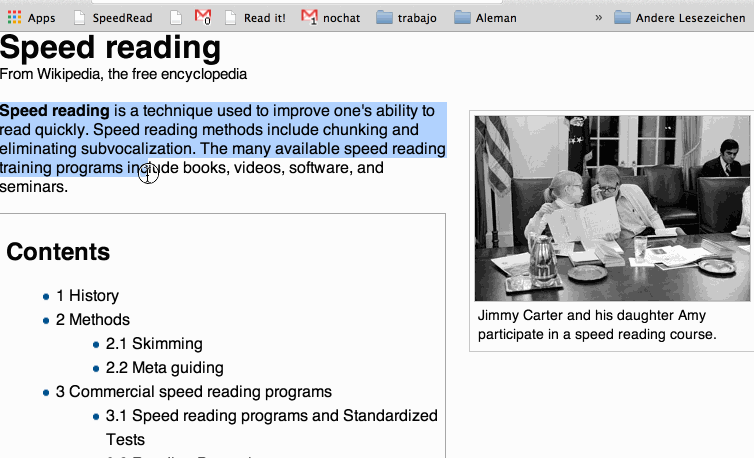 Apps SpeedRead 0 Read it! 1 nochat trabajo Aleman » Andere Lesezeichen
Speed reading
From Wikipedia, the free encyclopedia
Speed reading is a technique used to improve one's ability to
read quickly. Speed reading methods include chunking and
eliminating subvocalization. The many available speed reading
training programs include books, videos, software, and
seminars.
Jimmy Carter and his daughter Amy
participate in a speed reading course.
Contents
1 History
2 Methods
2.1 Skimming
2.2 Meta guiding
3 Commercial speed reading programs
3.1 Speed reading programs and Standardized
Tests